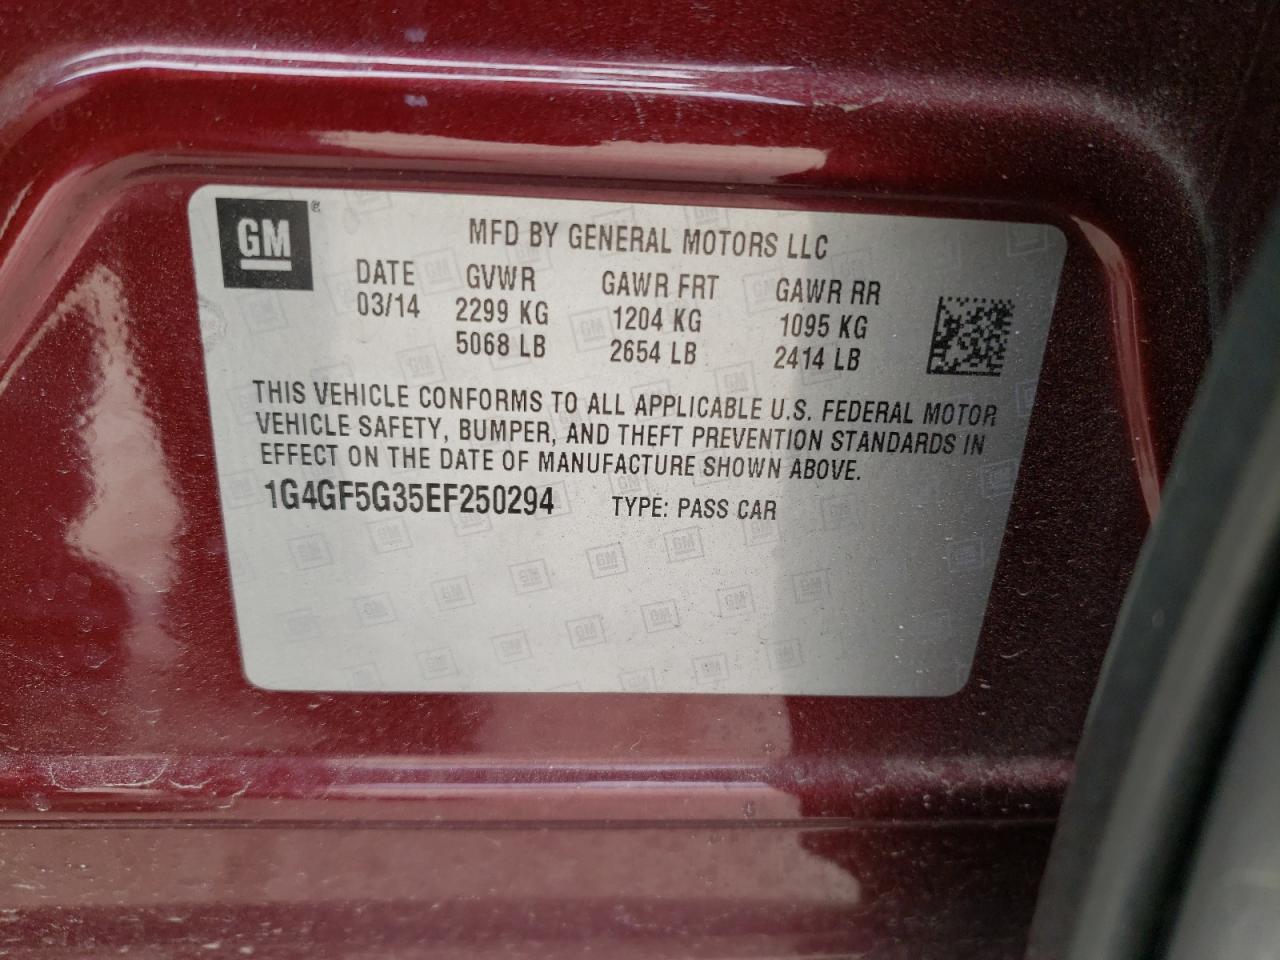 GM
MFD BY GENERAL MOTORS LLC
DATE GVWR GAWR FRT GAWR RR
03/14 2299 KG 1204 KG 1095 KG
5068 LB 2654 LB 2414 LB
THIS VEHICLE CONFORMS TO ALL APPLICABLE U.S. FEDERAL MOTOR
VEHICLE SAFETY, BUMPER, AND THEFT PREVENTION STANDARDS IN
EFFECT ON THE DATE OF MANUFACTURE SHOWN ABOVE.
1G4GF5G35EF250294 TYPE: PASS CAR